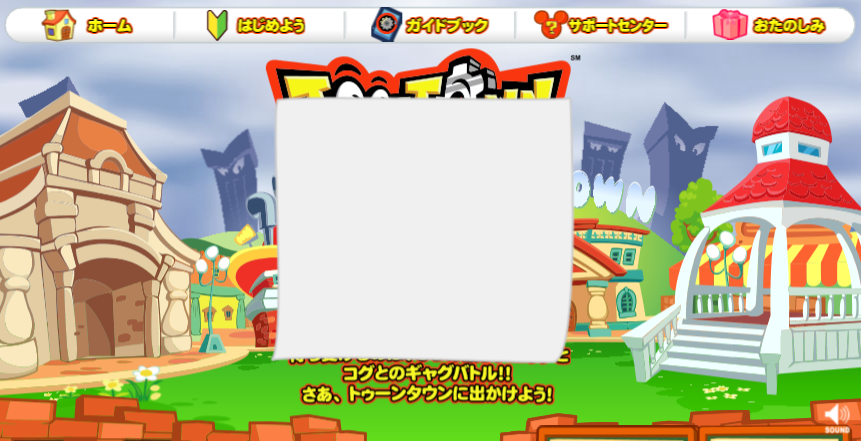 ホーム
はじめよう
ガイドブック
サポートセンター
おたのしみ
SM
TOONTOWN
OWN
コグとのギャグバトル!!
さあ、トゥーンタウンに出かけよう!
SOUND